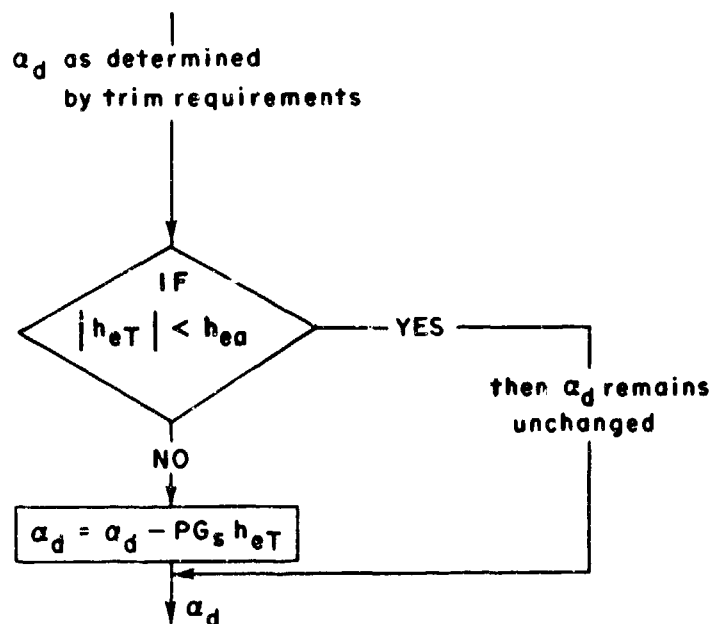 α_d as determined
by trim requirements
IF
|h_eT| < h_ea
YES
then α_d remains
unchanged
NO
α_d = α_d − PG_s h_eT
α_d